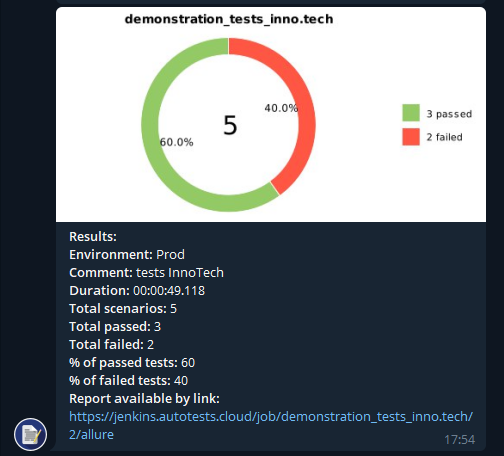 demonstration_tests_inno.tech
40.0%
5
60.0%
3 passed
2 failed
Results:
Environment: Prod
Comment: tests InnoTech
Duration: 00:00:49.118
Total scenarios: 5
Total passed: 3
Total failed: 2
% of passed tests: 60
% of failed tests: 40
Report available by link:
https://jenkins.autotests.cloud/job/demonstration_tests_inno.tech/
2/allure
17:54